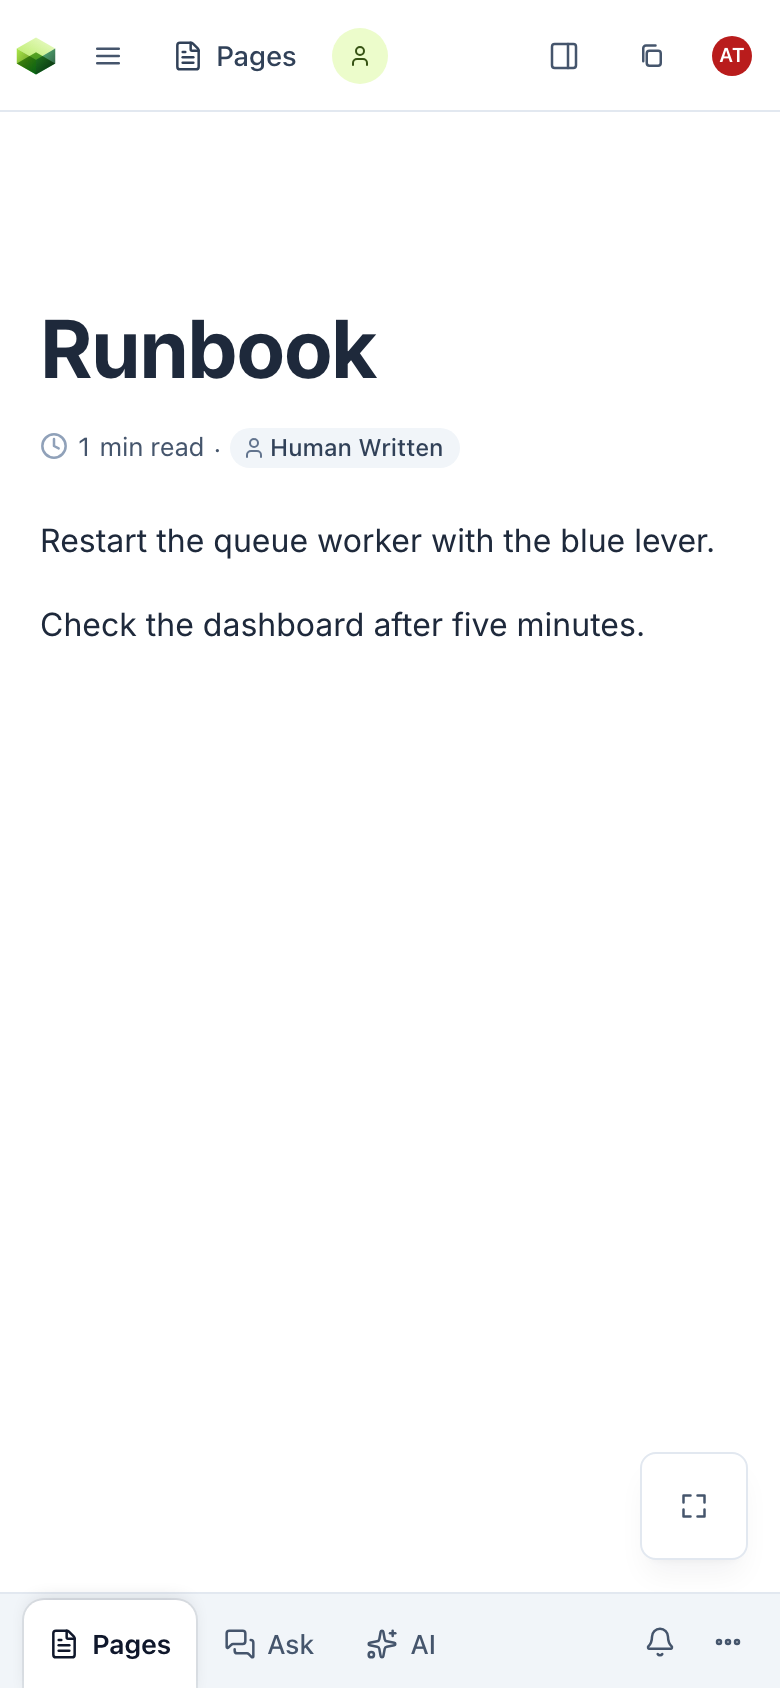 Pages
AT
Runbook
1 min read · Human Written
Restart the queue worker with the blue lever.
Check the dashboard after five minutes.
Pages
Ask
AI